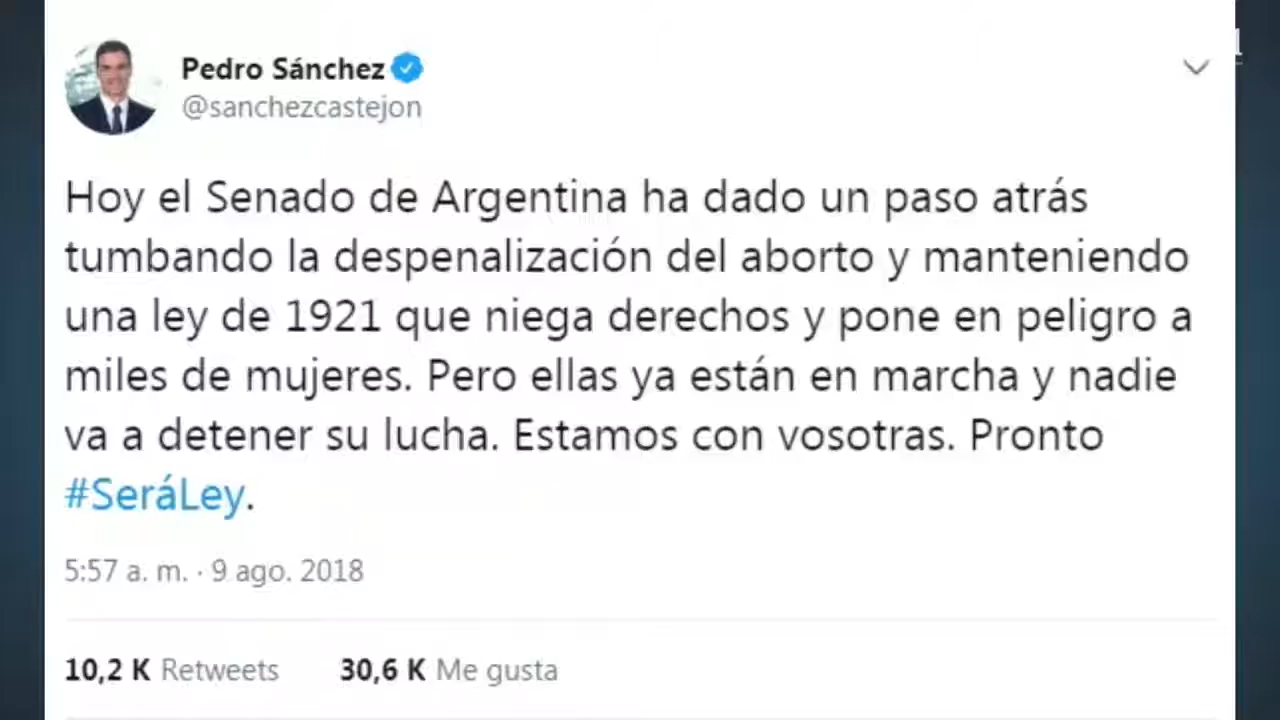 Pedro Sánchez
@sanchezcastejon
Hoy el Senado de Argentina ha dado un paso atrás
tumbando la despenalización del aborto y manteniendo
una ley de 1921 que niega derechos y pone en peligro a
miles de mujeres. Pero ellas ya están en marcha y nadie
va a detener su lucha. Estamos con vosotras. Pronto
#SeráLey.
5:57 a. m. · 9 ago. 2018
10,2 K Retweets 30,6 K Me gusta